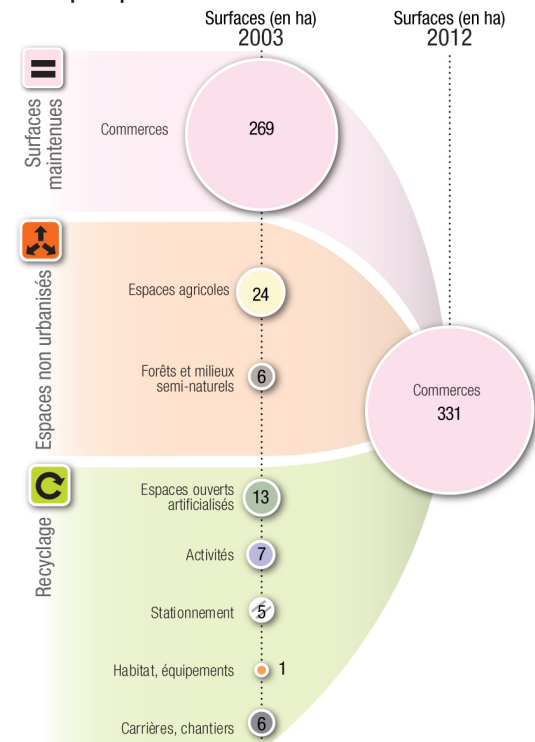 Surfaces (en ha)
2003
Surfaces (en ha)
2012
Surfaces
maintenues
Commerces
269
Espaces non urbanisés
Espaces agricoles
24
Forêts et milieux
semi-naturels
6
Commerces
331
Recyclage
Espaces ouverts
artificialisés
13
Activités
7
Stationnement
5
Habitat, équipements
1
Carrières, chantiers
6